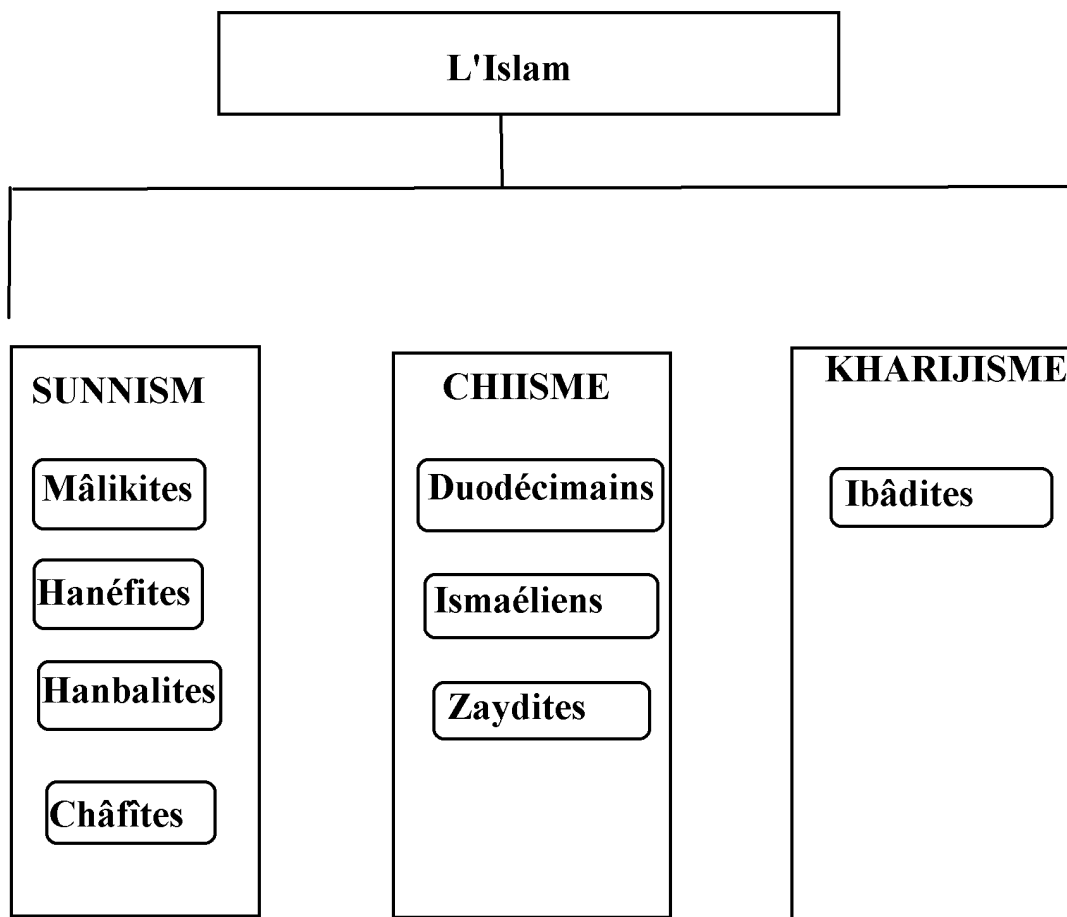 L'Islam
SUNNISM
Mâlikites
Hanéfites
Hanbalites
Châfîtes
CHIISME
Duodécimains
Ismaéliens
Zaydites
KHARIJISME
Ibâdites